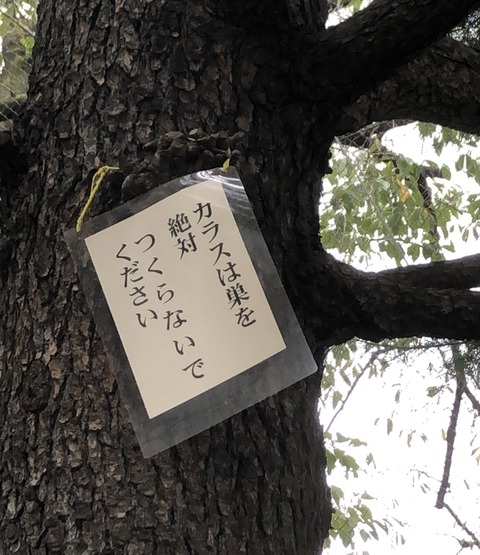 カラスは巣を
絶対
つくらないで
ください